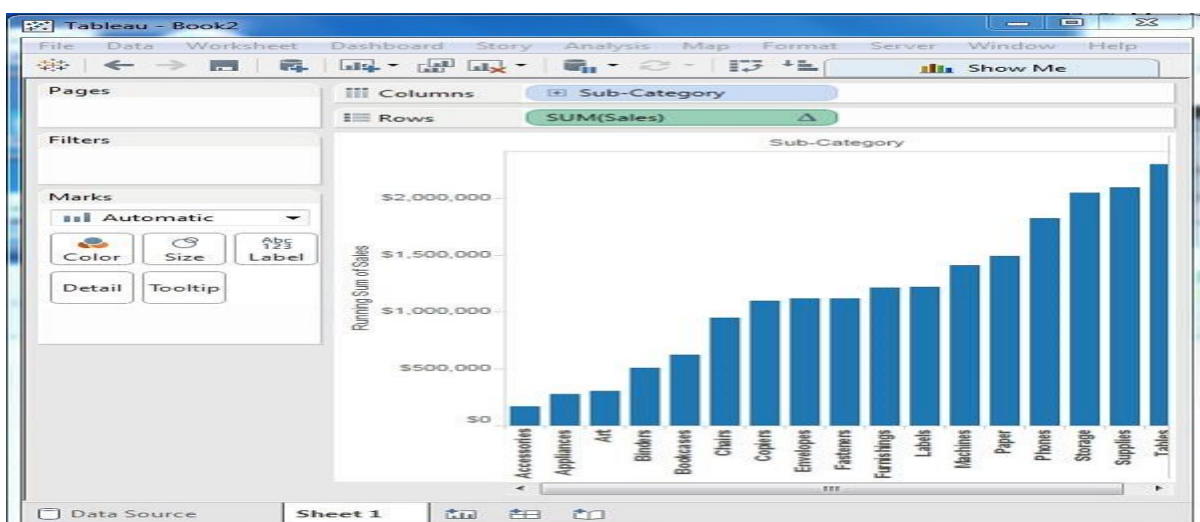 Tableau - Book2
File Data Worksheet Dashboard Story Analysis Map Format Server Window Help
Show Me
Pages
Columns
Sub-Category
Rows
SUM(Sales) Δ
Filters
Marks
Automatic
Color
Size
Abc
123
Label
Detail
Tooltip
Sub-Category
Running Sum of Sales
$2,000,000
$1,500,000
$1,000,000
$500,000
$0
Accessories
Appliances
Art
Binders
Bookcases
Chairs
Copiers
Envelopes
Fasteners
Furnishings
Labels
Machines
Paper
Phones
Storage
Supplies
Tables
Data Source
Sheet 1